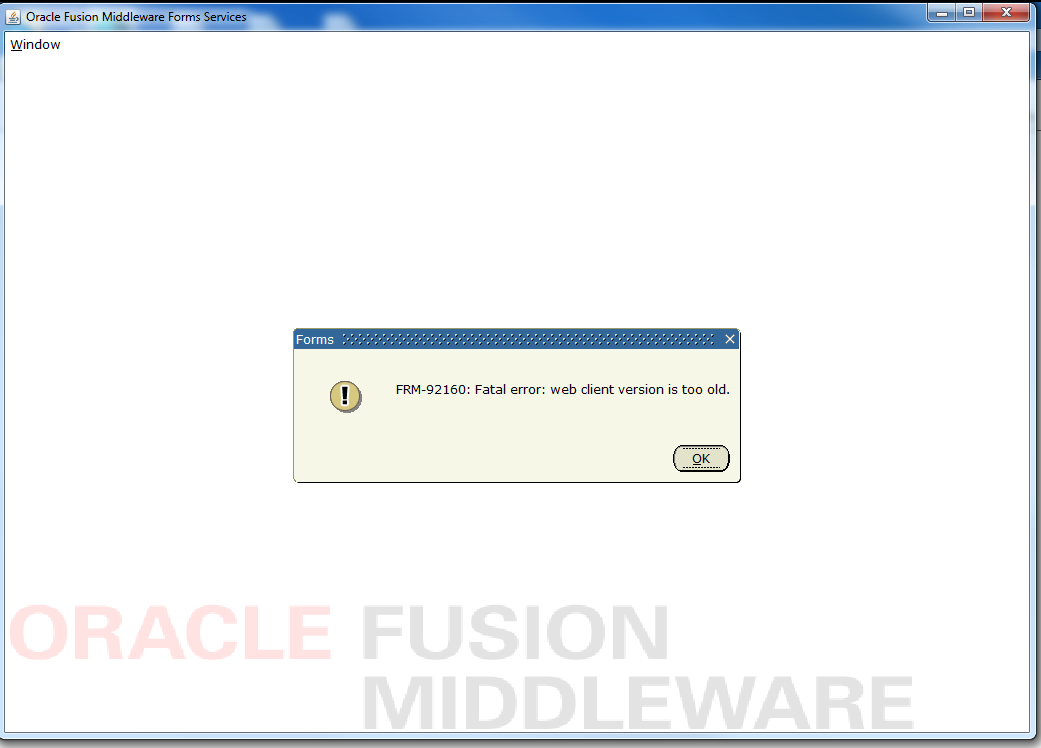 Oracle Fusion Middleware Forms Services
Window
Forms
FRM-92160: Fatal error: web client version is too old.
OK
ORACLE FUSION
MIDDLEWARE